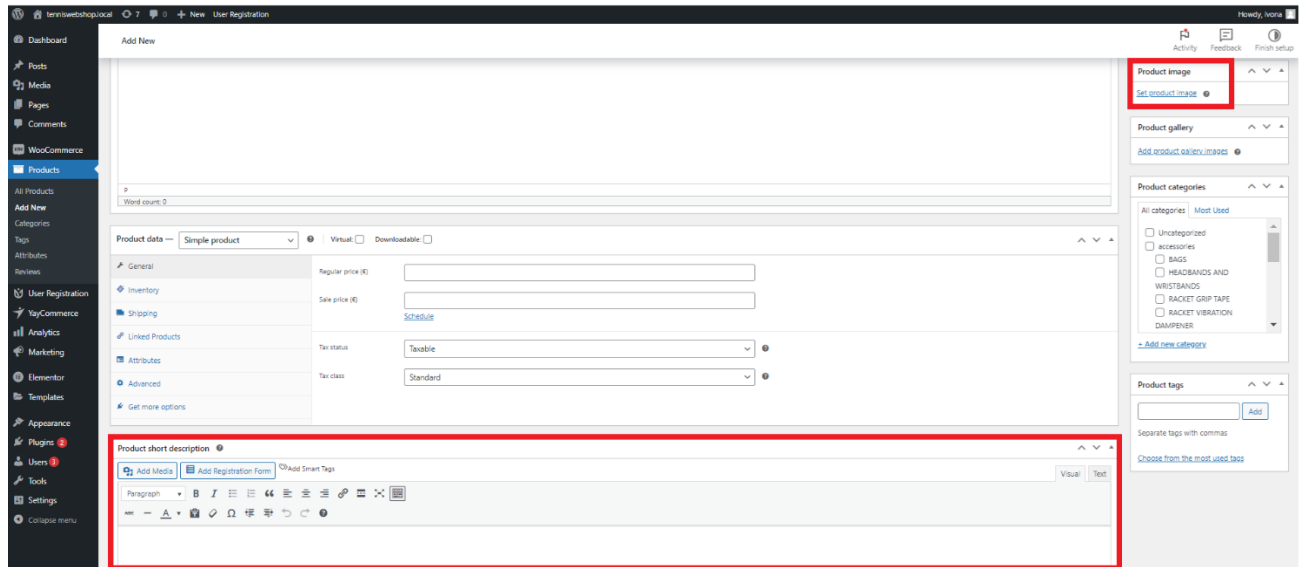 tenniswebshop.local 7 0 New User Registration
Howdy, ivona
Dashboard
Posts
Media
Pages
Comments
WooCommerce
Products
All Products
Add New
Categories
Tags
Attributes
Reviews
User Registration
YayCommerce
Analytics
Marketing
Elementor
Templates
Appearance
Plugins 2
Users 3
Tools
Settings
Collapse menu
Add New
Activity Feedback Finish setup
P
Word count: 0
Product data — Simple product Virtual: Downloadable:
General
Inventory
Shipping
Linked Products
Attributes
Advanced
Get more options
Regular price (€)
Sale price (€)
Schedule
Tax status Taxable
Tax class Standard
Product short description
Add Media Add Registration Form Add Smart Tags
Visual Text
Paragraph B I
ABC A Ω
Product image
Set product image
Product gallery
Add product gallery images
Product categories
All categories Most Used
Uncategorized
accessories
BAGS
HEADBANDS AND
WRISTBANDS
RACKET GRIP TAPE
RACKET VIBRATION
DAMPENER
+ Add new category
Product tags
Add
Separate tags with commas
Choose from the most used tags